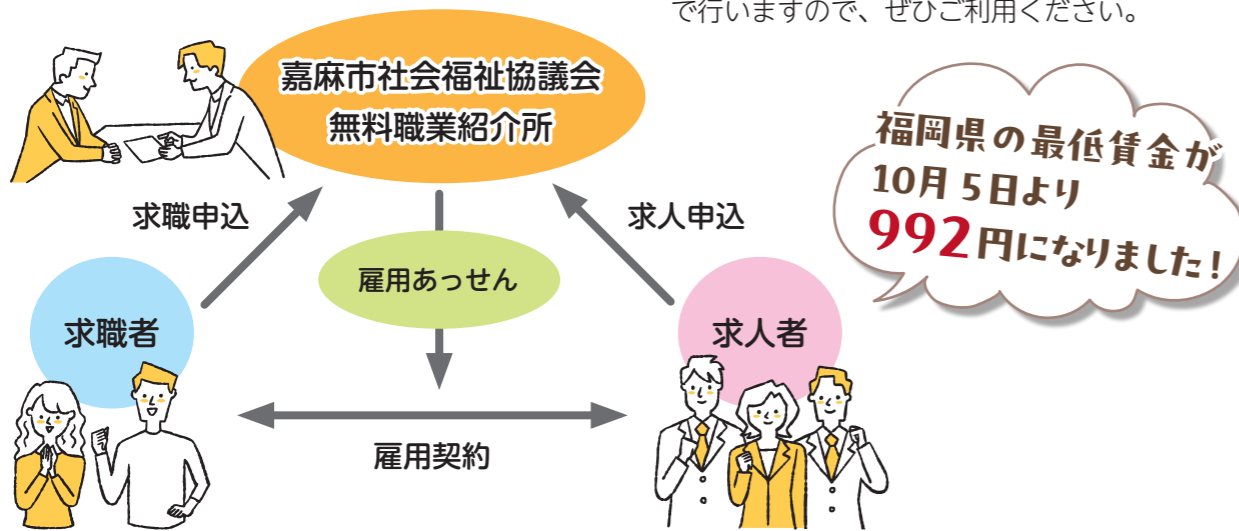 で行いますので、ぜひご利用ください。
嘉麻市社会福祉協議会
無料職業紹介所
福岡県の最低賃金が
10月5日より
992円になりました!
求職申込
求人申込
雇用あっせん
求職者
求人者
雇用契約